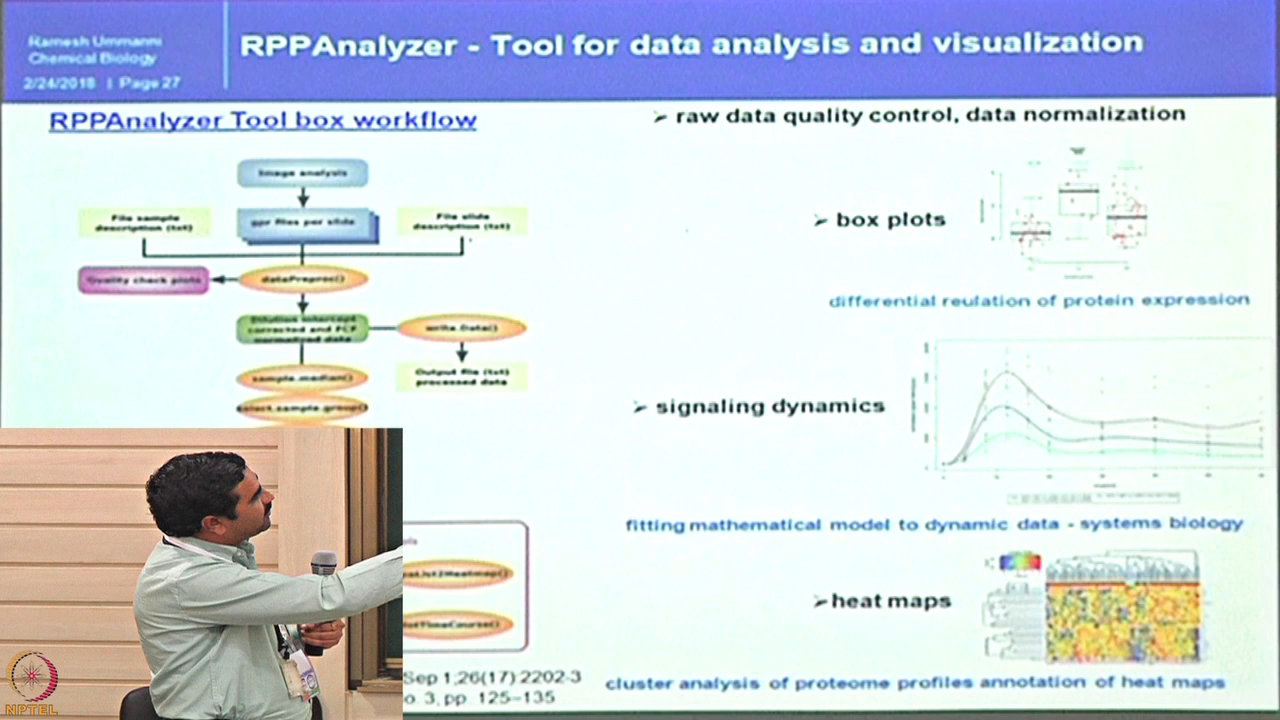 Ramesh Ummanni
Chemical Biology
2/24/2018 | Page 27
RPPAnalyzer - Tool for data analysis and visualization
RPPAnalyzer Tool box workflow
Image analysis
File sample
description (txt)
gpr files per slide
File slide
description (txt)
Quality check plots
dataPreproc()
Dilution intercept
corrected and FCF
normalized data
write.Data()
sample.median()
Output file (txt)
processed data
select.sample.group()
Sep 1;26(17) 2202-3
o 3, pp. 125–135
➢ raw data quality control, data normalization
➢ box plots
differential reulation of protein expression
➢ signaling dynamics
fitting mathematical model to dynamic data - systems biology
➢heat maps
cluster analysis of proteome profiles annotation of heat maps
NPTEL